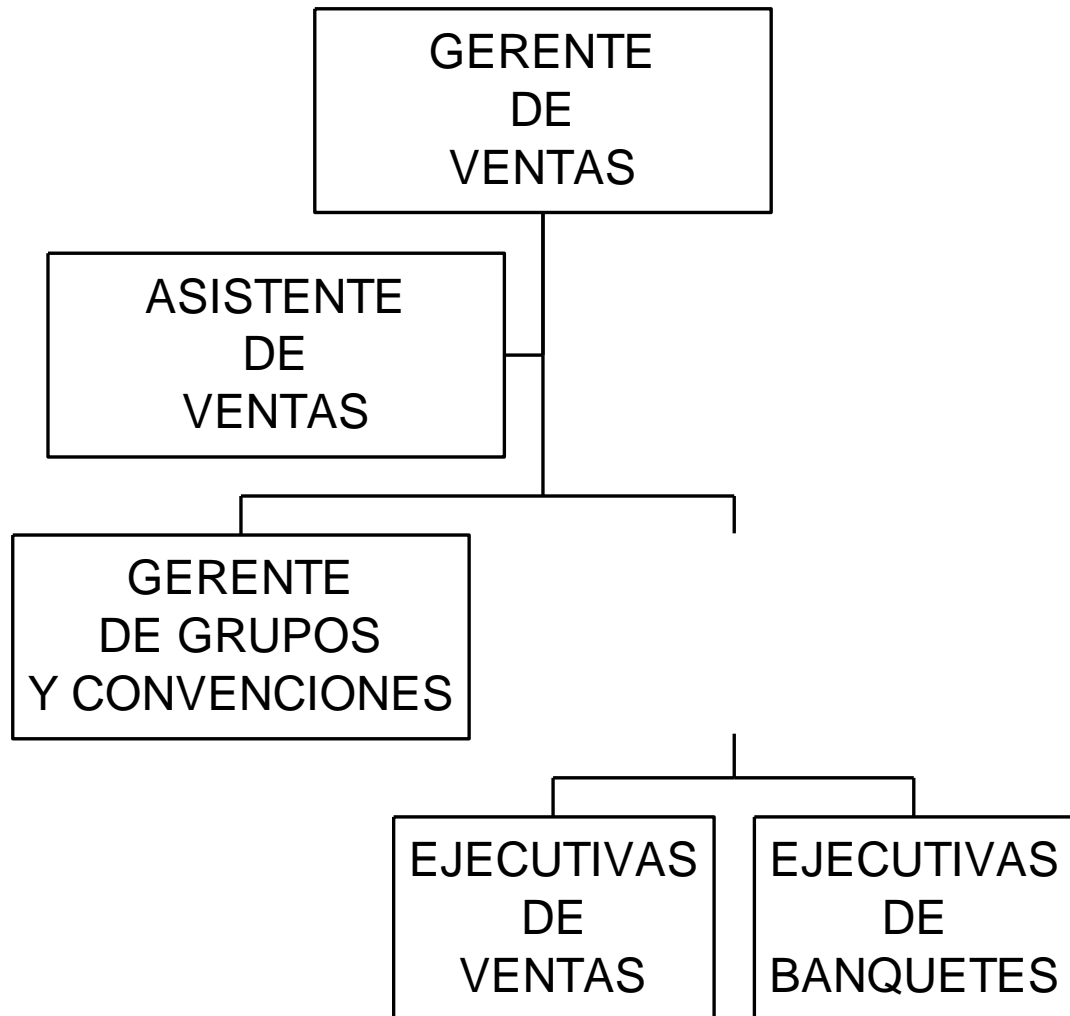 GERENTE
DE
VENTAS
ASISTENTE
DE
VENTAS
GERENTE
DE GRUPOS
Y CONVENCIONES
EJECUTIVAS
DE
VENTAS
EJECUTIVAS
DE
BANQUETES